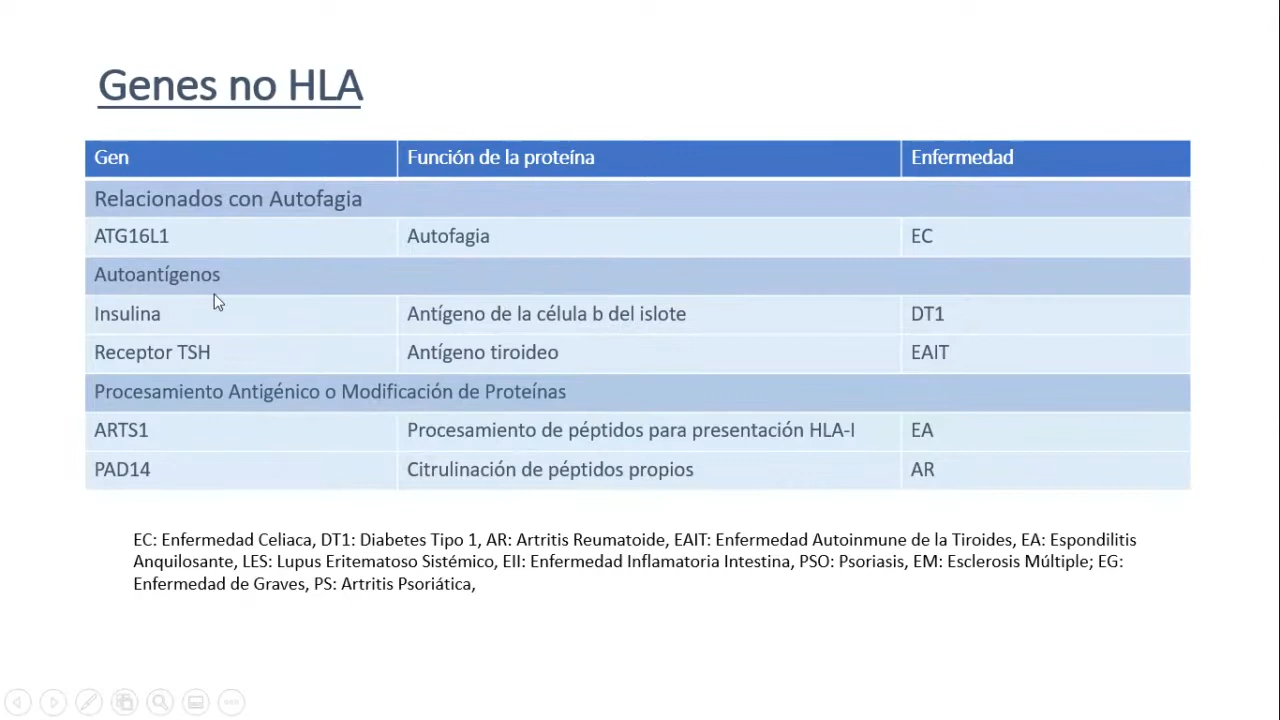 Genes no HLA
Gen Función de la proteína Enfermedad
Relacionados con Autofagia
ATG16L1 Autofagia EC
Autoantígenos
Insulina Antígeno de la célula b del islote DT1
Receptor TSH Antígeno tiroideo EAIT
Procesamiento Antigénico o Modificación de Proteínas
ARTS1 Procesamiento de péptidos para presentación HLA-I EA
PAD14 Citrulinación de péptidos propios AR
EC: Enfermedad Celiaca, DT1: Diabetes Tipo 1, AR: Artritis Reumatoide, EAIT: Enfermedad Autoinmune de la Tiroides, EA: Espondilitis
Anquilosante, LES: Lupus Eritematoso Sistémico, EII: Enfermedad Inflamatoria Intestina, PSO: Psoriasis, EM: Esclerosis Múltiple; EG:
Enfermedad de Graves, PS: Artritis Psoriática,